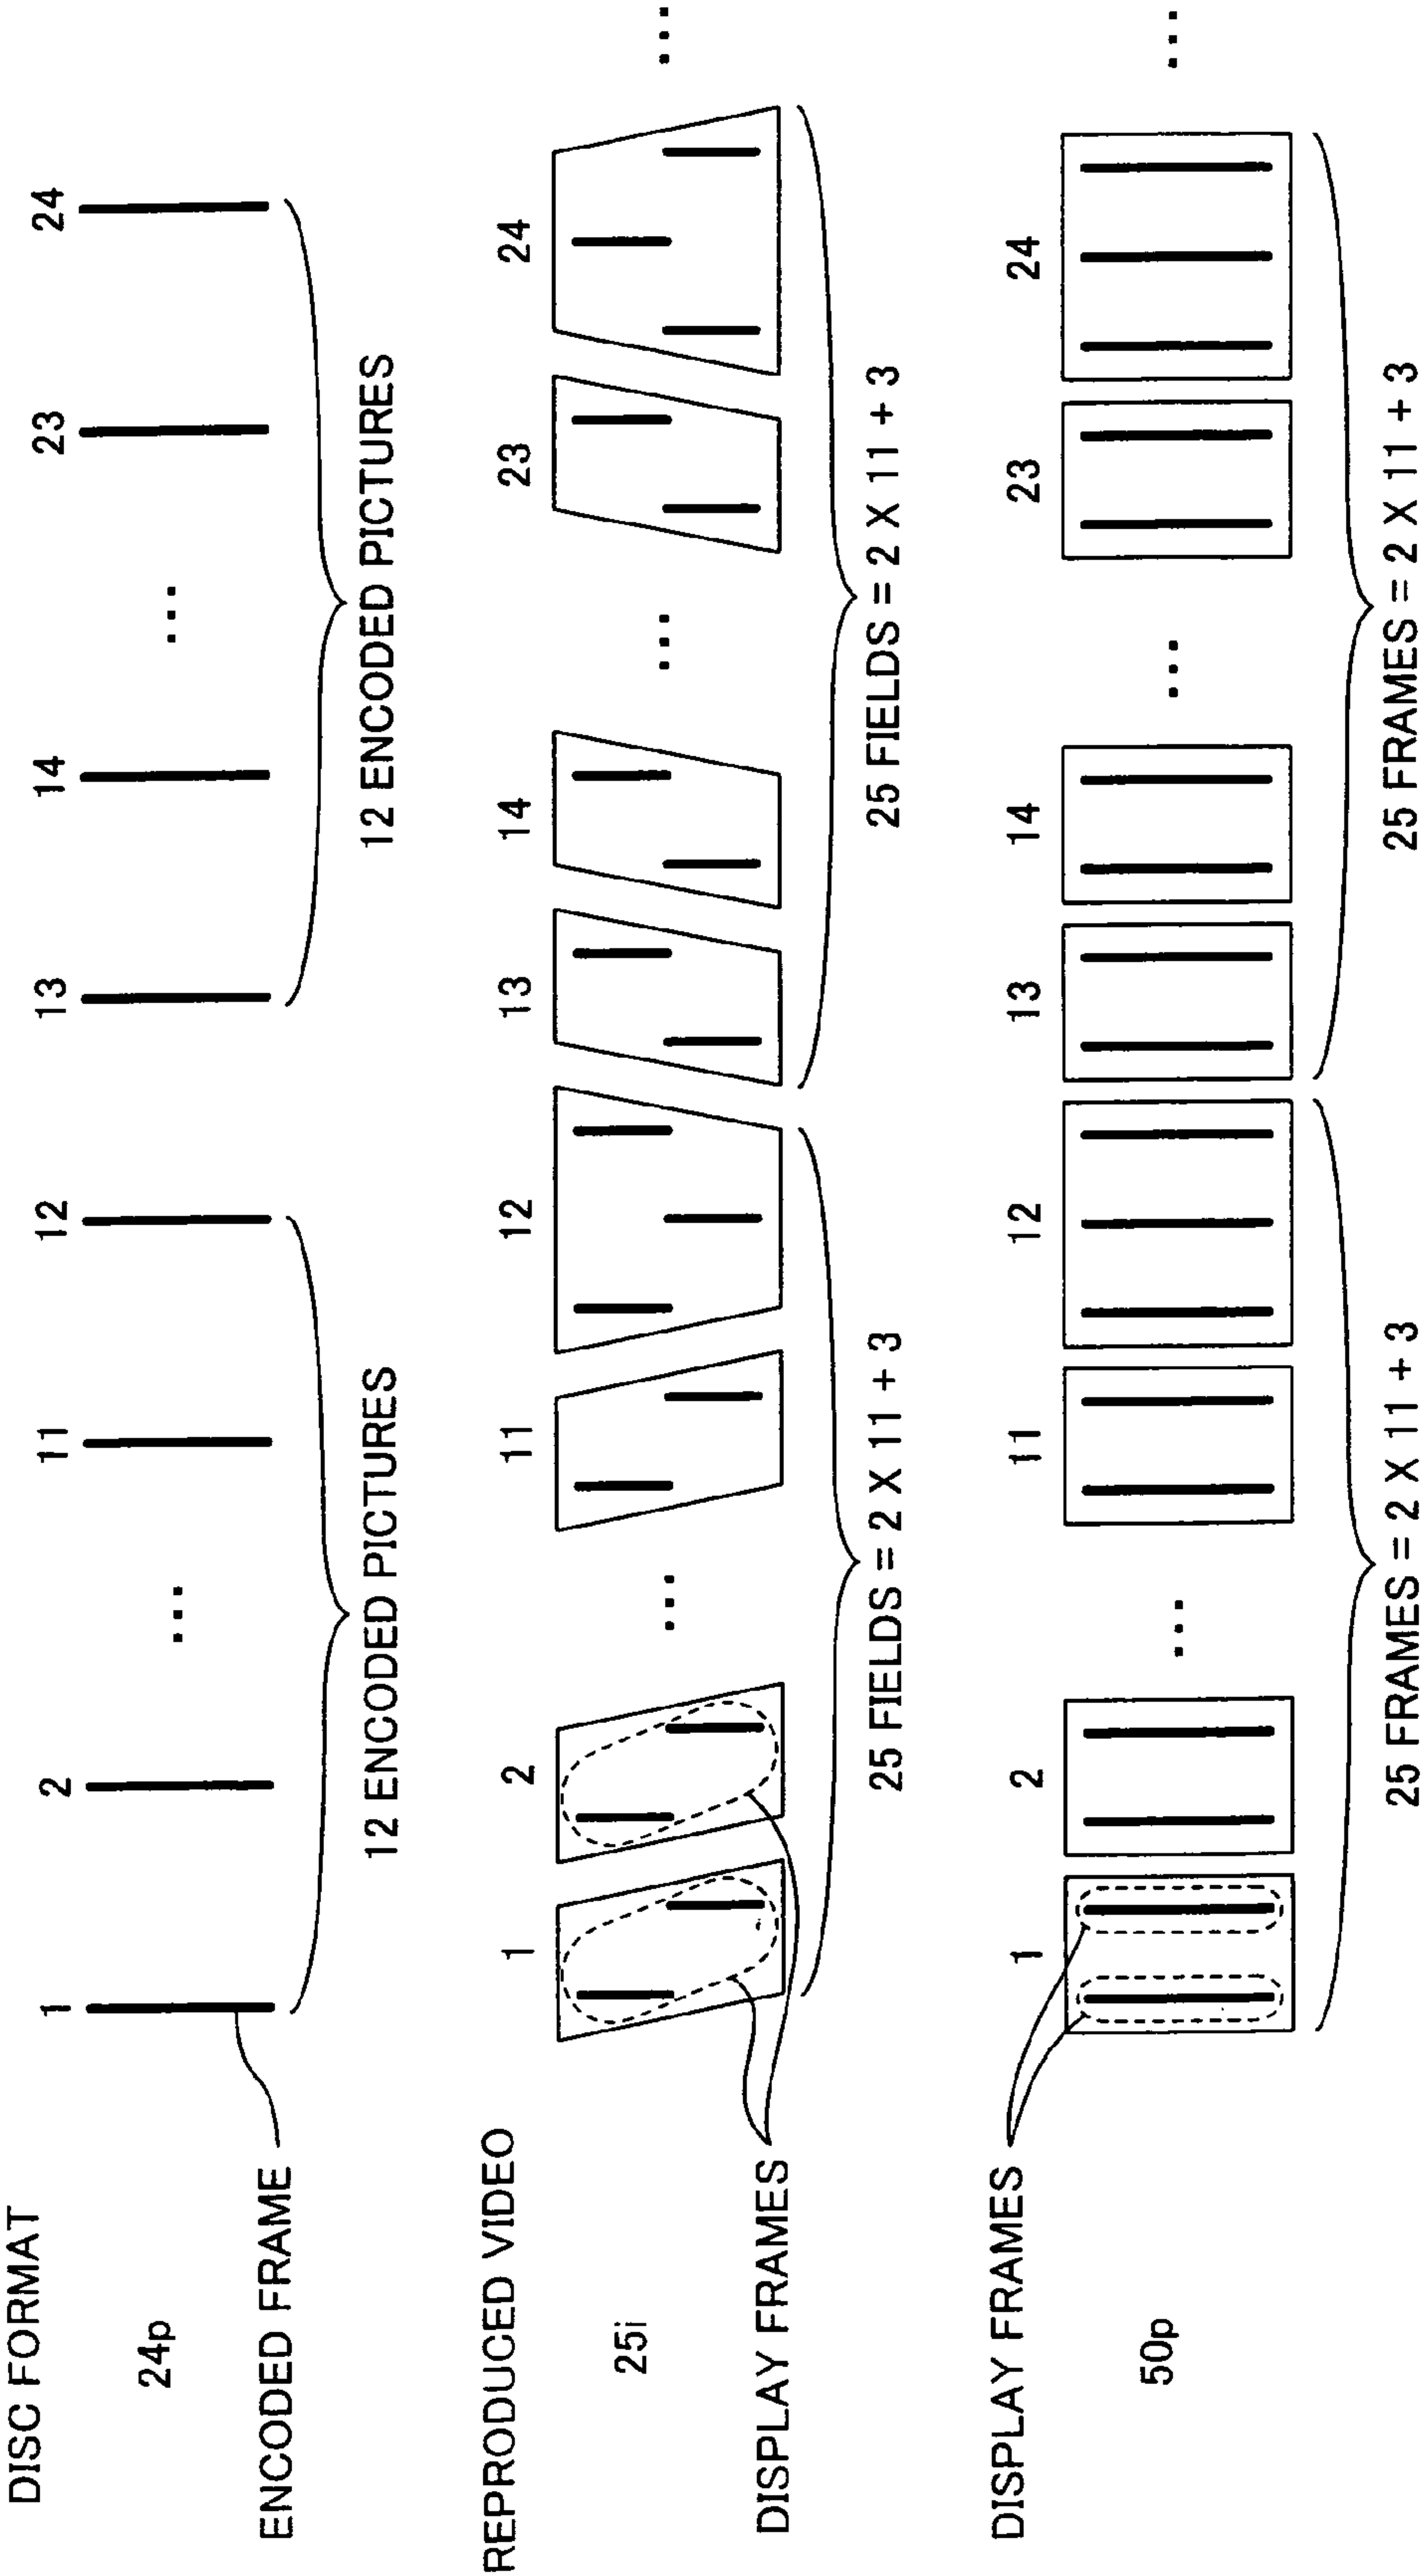 DISC FORMAT
24p
1 2 ... 11 12 13 14 ... 23 24
ENCODED FRAME
12 ENCODED PICTURES
12 ENCODED PICTURES
REPRODUCED VIDEO
25i
1 2 ... 11 12 13 14 ... 23 24 ...
DISPLAY FRAMES
25 FIELDS = 2 X 11 + 3
25 FIELDS = 2 X 11 + 3
DISPLAY FRAMES
50p
1 2 ... 11 12 13 14 ... 23 24 ...
25 FRAMES = 2 X 11 + 3
25 FRAMES = 2 X 11 + 3